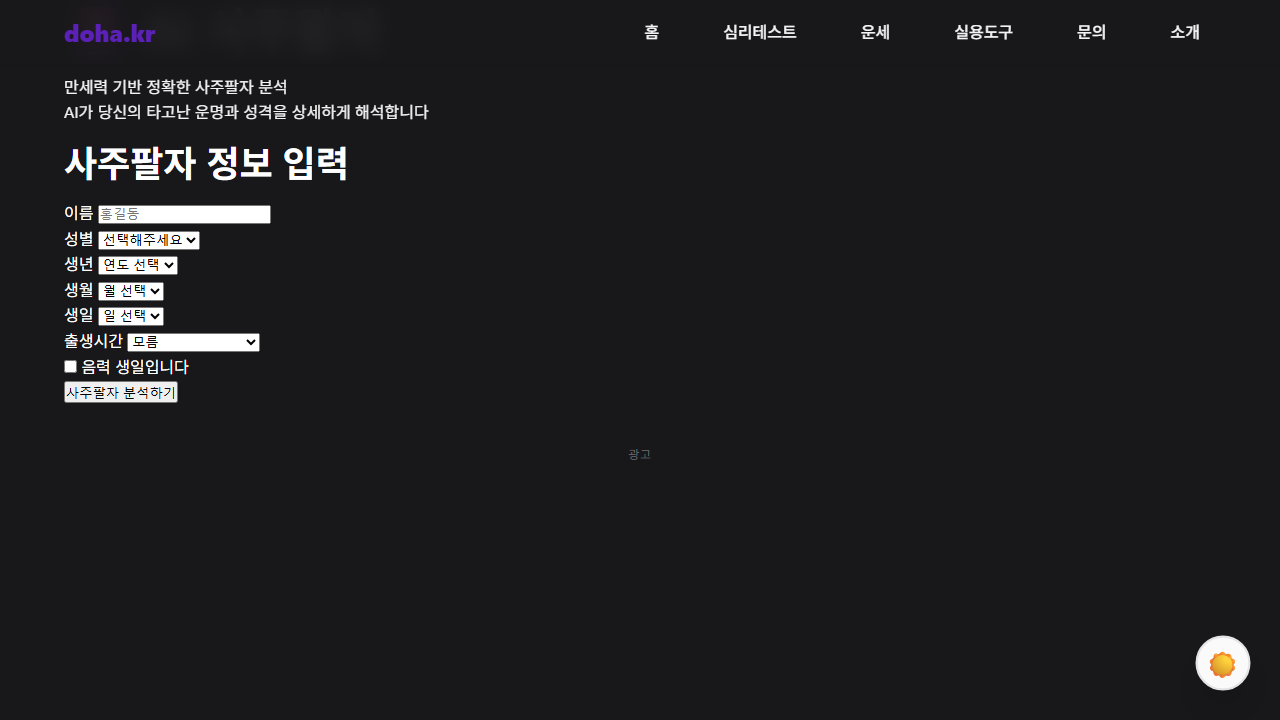 doha.kr
홈
심리테스트
운세
실용도구
문의
소개
만세력 기반 정확한 사주팔자 분석
AI가 당신의 타고난 운명과 성격을 상세하게 해석합니다
사주팔자 정보 입력
이름 홍길동
성별 선택해주세요
생년 연도 선택
생월 월 선택
생일 일 선택
출생시간 모름
음력 생일입니다
사주팔자 분석하기
광고